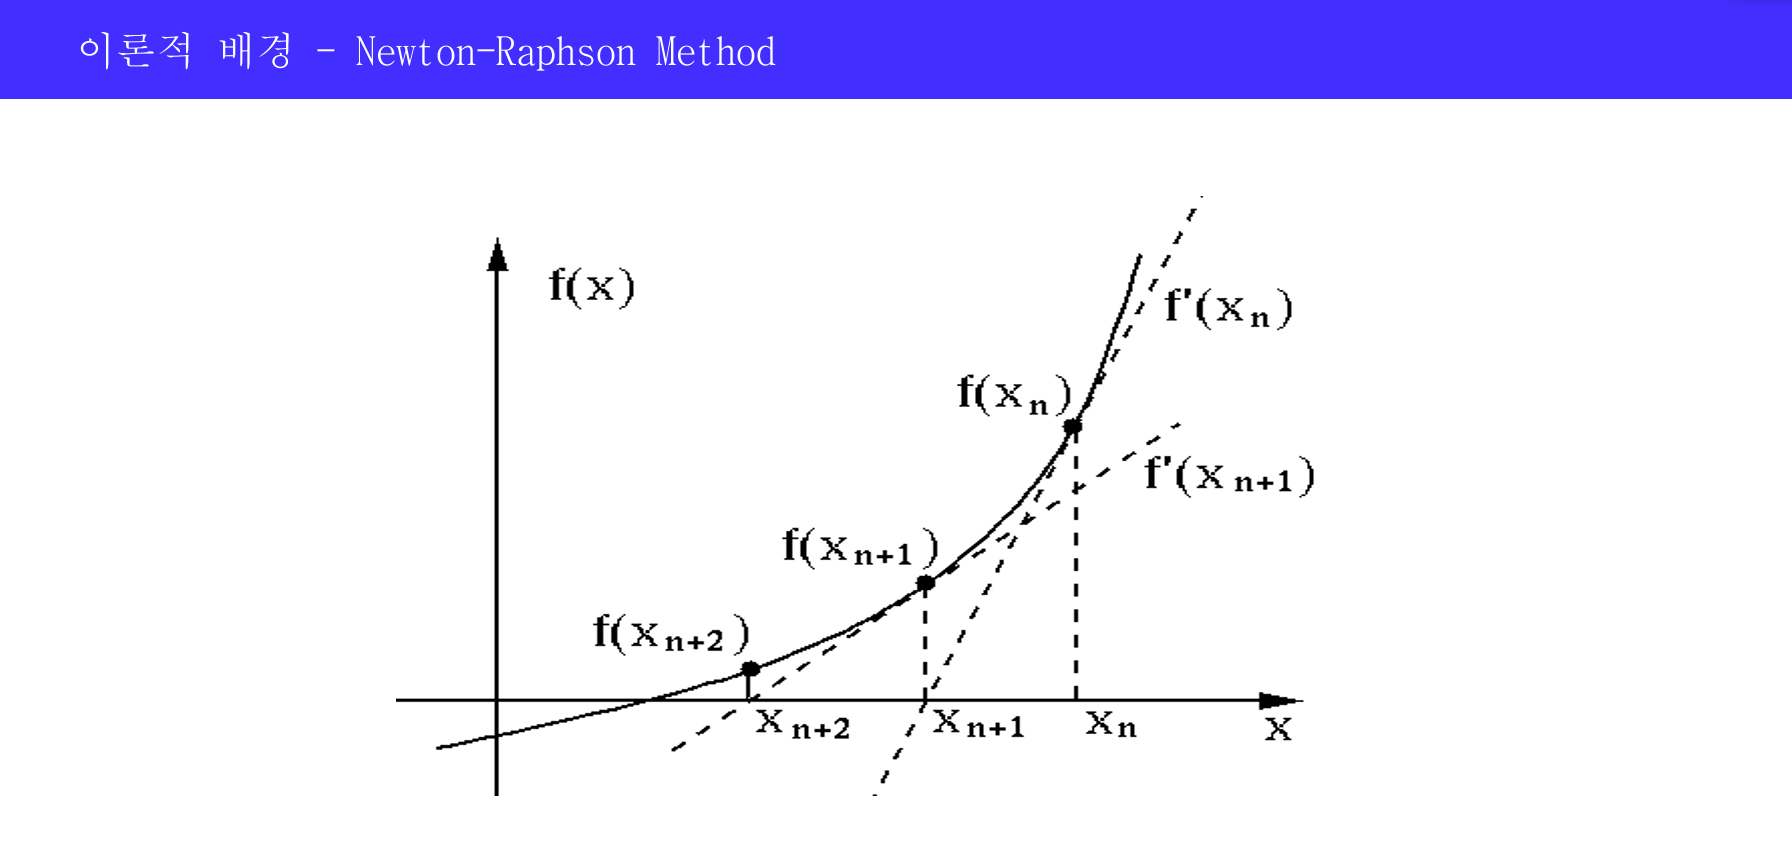 이론적 배경 - Newton-Raphson Method
f(x)
f'(xn)
f(xn)
f'(xn+1)
f(xn+1)
f(xn+2)
xn+2
xn+1
xn
x